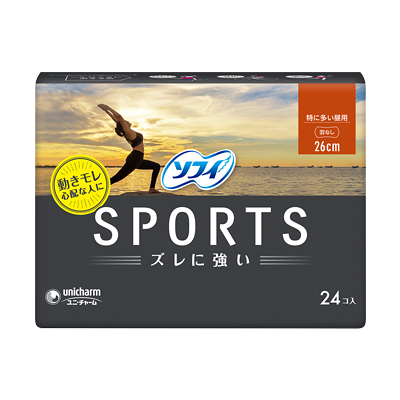 特に多い昼用
羽なし
26cm
動きモレ
心配な人に
ソフィ
SPORTS
ズレに強い
unicharm
ユニ・チャーム
24コ入